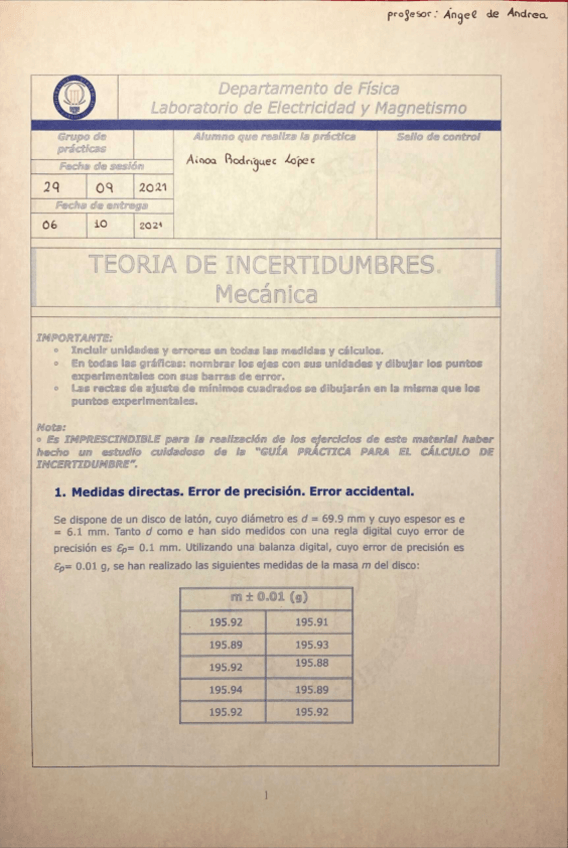 profesor: Ángel de Andrea
Departamento de Física
Laboratorio de Electricidad y Magnetismo
Grupo de
prácticas
Alumno que realiza la práctica
Sello de control
Fecha de sesión
Ainoa Rodríguez López
29 09 2021
Fecha de entrega
06 10 2021
TEORIA DE INCERTIDUMBRES.
Mecánica
IMPORTANTE:
• Incluir unidades y errores en todas las medidas y cálculos.
• En todas las gráficas: nombrar los ejes con sus unidades y dibujar los puntos
experimentales con sus barras de error.
• Las rectas de ajuste de mínimos cuadrados se dibujarán en la misma que los
puntos experimentales.
Nota:
• Es IMPRESCINDIBLE para la realización de los ejercicios de este material haber
hecho un estudio cuidadoso de la "GUÍA PRÁCTICA PARA EL CÁLCULO DE
INCERTIDUMBRE".
1. Medidas directas. Error de precisión. Error accidental.
Se dispone de un disco de latón, cuyo diámetro es d = 69.9 mm y cuyo espesor es e
= 6.1 mm. Tanto d como e han sido medidos con una regla digital cuyo error de
precisión es εp= 0.1 mm. Utilizando una balanza digital, cuyo error de precisión es
εp= 0.01 g, se han realizado las siguientes medidas de la masa m del disco:
m ± 0.01 (g)
195.92 195.91
195.89 195.93
195.92 195.88
195.94 195.89
195.92 195.92
1